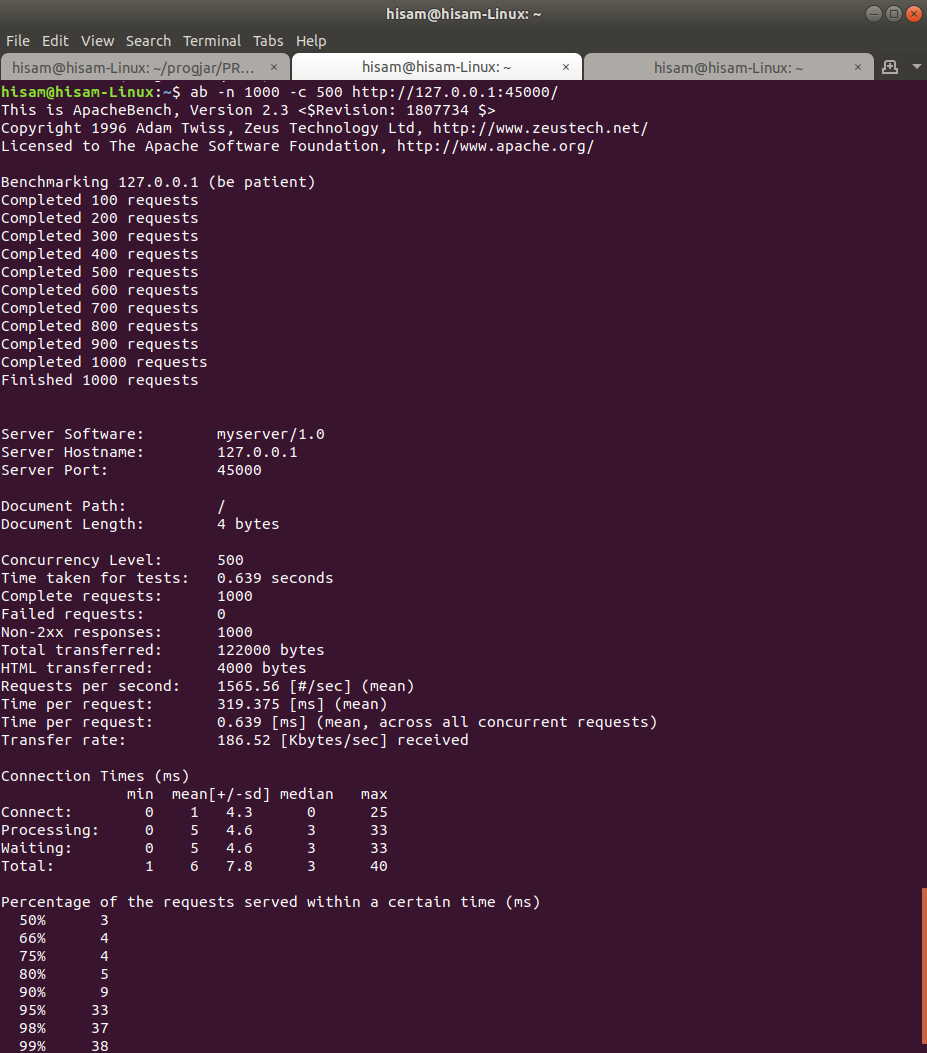 hisam@hisam-Linux: ~
File Edit View Search Terminal Tabs Help
hisam@hisam-Linux: ~/progjar/PR… × hisam@hisam-Linux: ~ × hisam@hisam-Linux: ~ ×
hisam@hisam-Linux:~$ ab -n 1000 -c 500 http://127.0.0.1:45000/
This is ApacheBench, Version 2.3 <$Revision: 1807734 $>
Copyright 1996 Adam Twiss, Zeus Technology Ltd, http://www.zeustech.net/
Licensed to The Apache Software Foundation, http://www.apache.org/
Benchmarking 127.0.0.1 (be patient)
Completed 100 requests
Completed 200 requests
Completed 300 requests
Completed 400 requests
Completed 500 requests
Completed 600 requests
Completed 700 requests
Completed 800 requests
Completed 900 requests
Completed 1000 requests
Finished 1000 requests
Server Software: myserver/1.0
Server Hostname: 127.0.0.1
Server Port: 45000
Document Path: /
Document Length: 4 bytes
Concurrency Level: 500
Time taken for tests: 0.639 seconds
Complete requests: 1000
Failed requests: 0
Non-2xx responses: 1000
Total transferred: 122000 bytes
HTML transferred: 4000 bytes
Requests per second: 1565.56 [#/sec] (mean)
Time per request: 319.375 [ms] (mean)
Time per request: 0.639 [ms] (mean, across all concurrent requests)
Transfer rate: 186.52 [Kbytes/sec] received
Connection Times (ms)
min mean[+/-sd] median max
Connect: 0 1 4.3 0 25
Processing: 0 5 4.6 3 33
Waiting: 0 5 4.6 3 33
Total: 1 6 7.8 3 40
Percentage of the requests served within a certain time (ms)
50% 3
66% 4
75% 4
80% 5
90% 9
95% 33
98% 37
99% 38